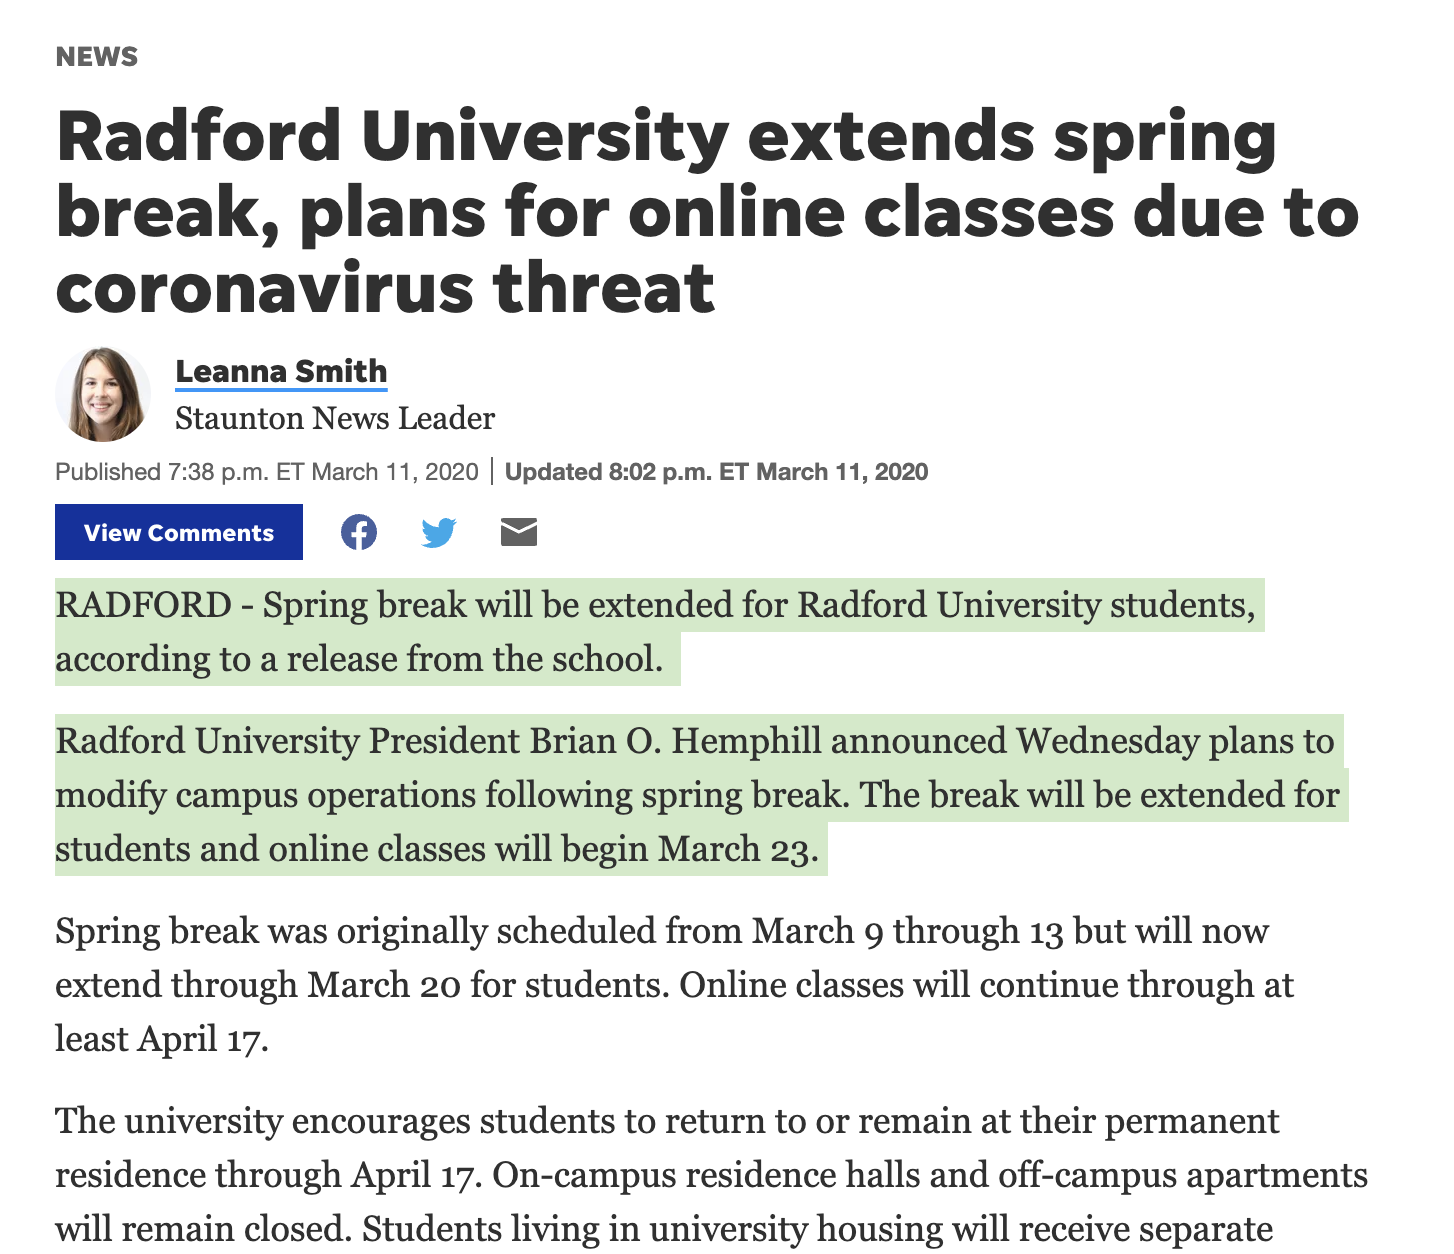 NEWS
Radford University extends spring
break, plans for online classes due to
coronavirus threat
Leanna Smith
Staunton News Leader
Published 7:38 p.m. ET March 11, 2020 | Updated 8:02 p.m. ET March 11, 2020
View Comments
RADFORD - Spring break will be extended for Radford University students,
according to a release from the school.
Radford University President Brian O. Hemphill announced Wednesday plans to
modify campus operations following spring break. The break will be extended for
students and online classes will begin March 23.
Spring break was originally scheduled from March 9 through 13 but will now
extend through March 20 for students. Online classes will continue through at
least April 17.
The university encourages students to return to or remain at their permanent
residence through April 17. On-campus residence halls and off-campus apartments
will remain closed. Students living in university housing will receive separate